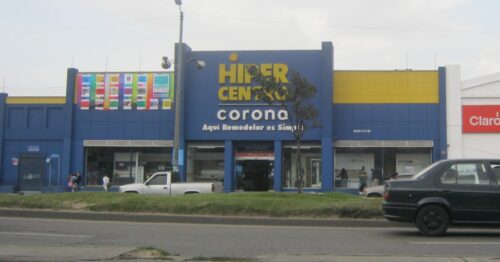 HIPER
CENTRO
corona
Aquí Remodelar es Simple
Claro